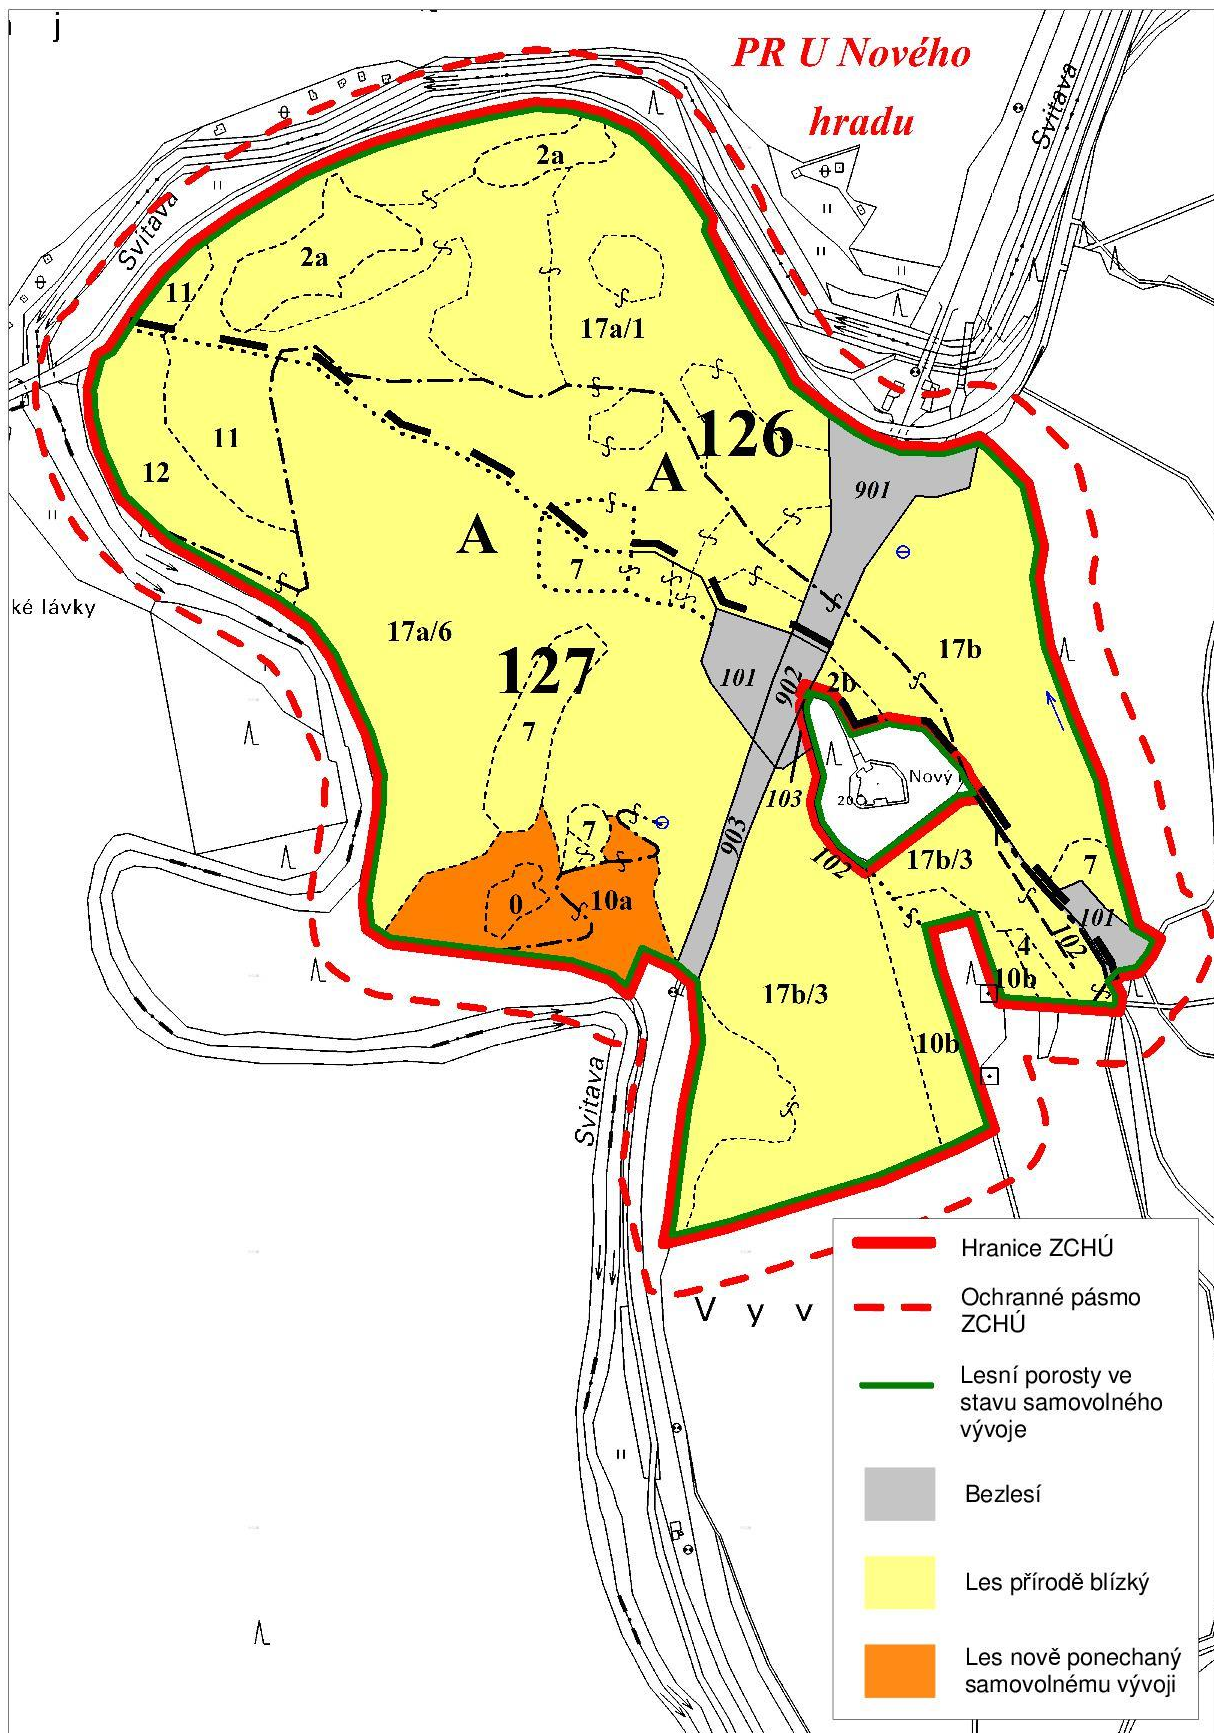 j
PR U Nového
hradu
Svitava
Svitava
2a
2a
11
17a/1
126
11
A
12
901
A
7
ké lávky
17a/6
17b
127
101
902
2b
7
Nový
103
7
903
102
17b/3
7
0
10a
101
4
102
10b
17b/3
10b
Svitava
V y v
Hranice ZCHÚ
Ochranné pásmo
ZCHÚ
Lesní porosty ve
stavu samovolného
vývoje
Bezlesí
Les přírodě blízký
Les nově ponechaný
samovolnému vývoji